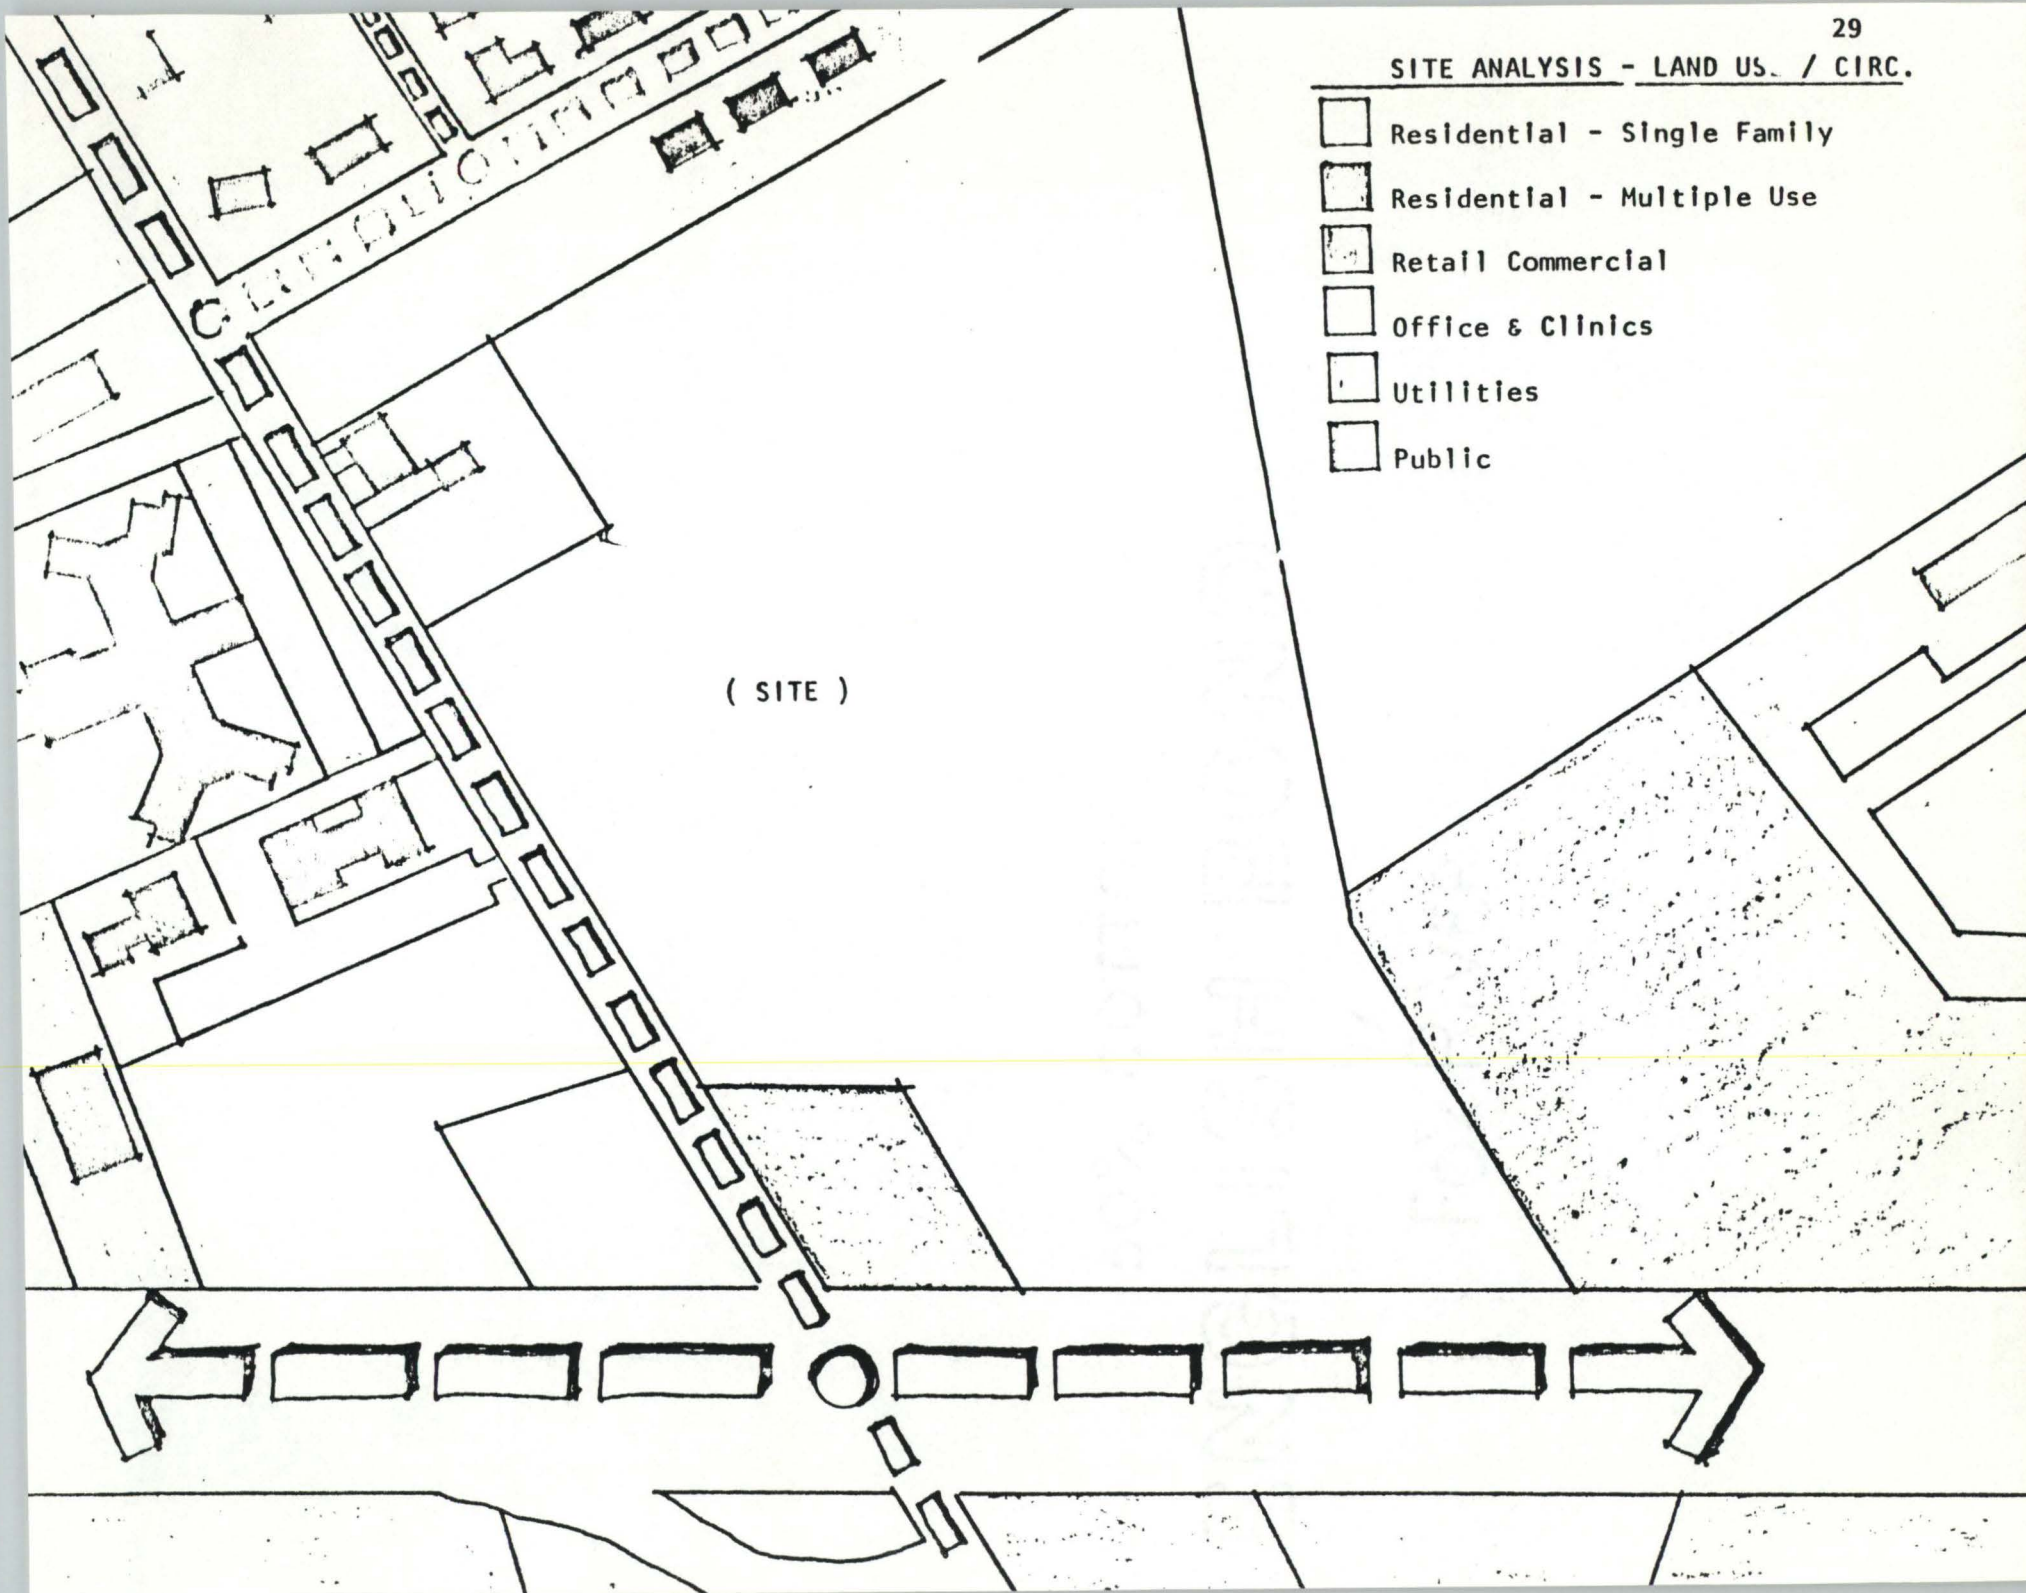 29
SITE ANALYSIS - LAND US. / CIRC.
Residential - Single Family
Residential - Multiple Use
Retail Commercial
Office & Clinics
Utilities
Public
( SITE )